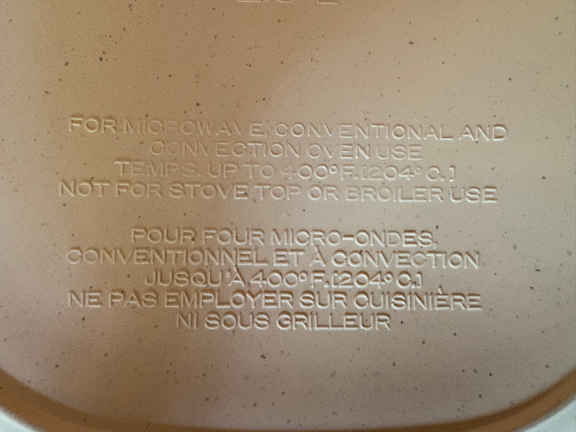 FOR MICROWAVE, CONVENTIONAL AND
CONVECTION OVEN USE
TEMPS. UP TO 400° F. [204° C.]
NOT FOR STOVE TOP OR BROILER USE
POUR FOUR MICRO-ONDES,
CONVENTIONNEL ET À CONVECTION
JUSQU'À 400° F. [204° C.]
NE PAS EMPLOYER SUR CUISINIÈRE
NI SOUS GRILLEUR